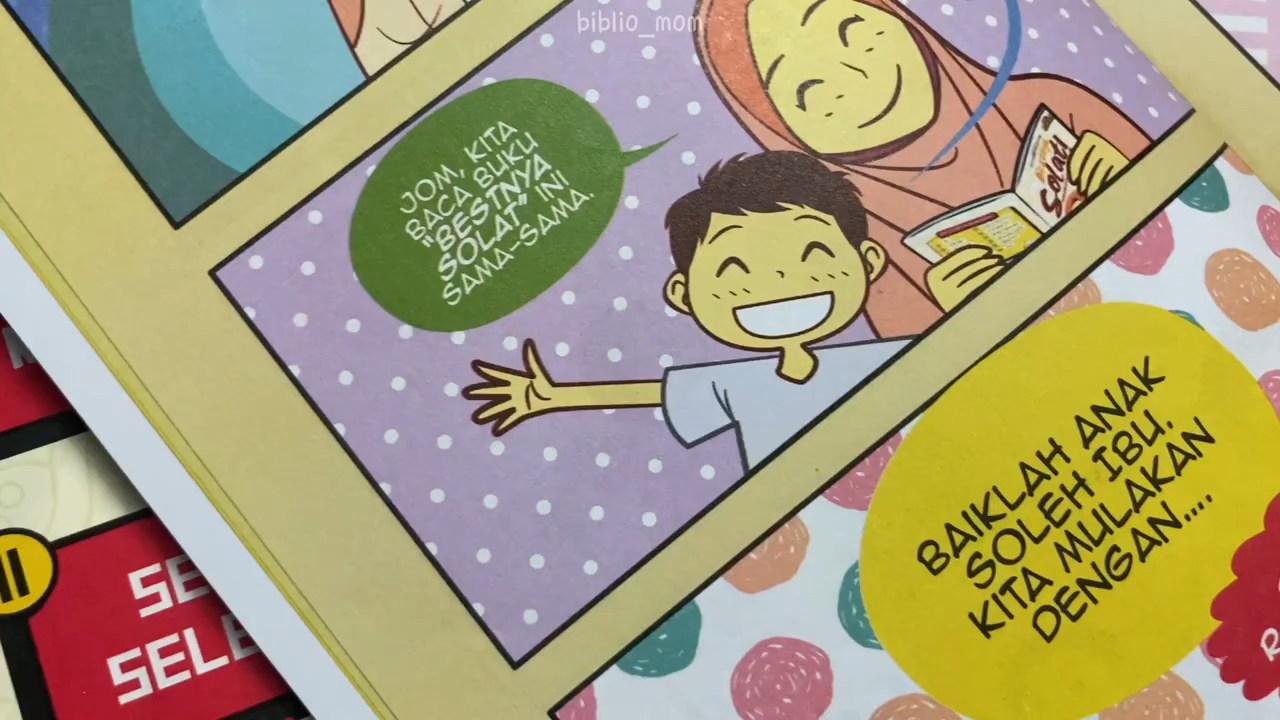 biblio_mom
JOM, KITA
BACA BUKU
"BESTNYA
SOLAT" INI
SAMA-SAMA.
Solat
BAIKLAH ANAK
SOLEH IBU.
KITA MULAKAN
DENGAN....
R
SE
SELE